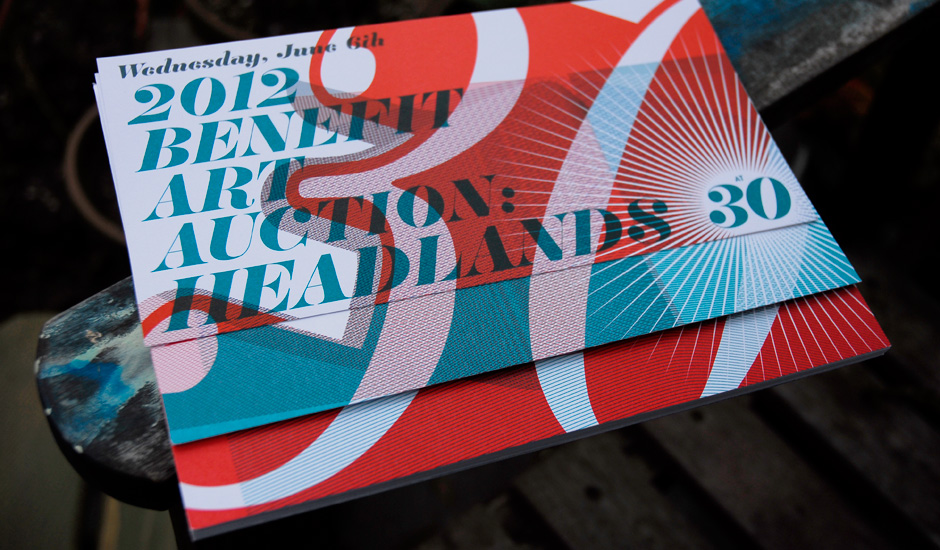 Wednesday, June 6th
2012
BENEFIT
ART
AUCTION:
HEADLANDS
AT
30